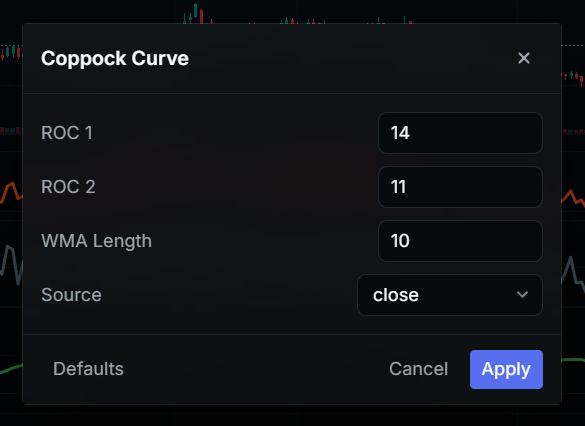 Coppock Curve
ROC 1 14
ROC 2 11
WMA Length 10
Source close
Defaults Cancel Apply